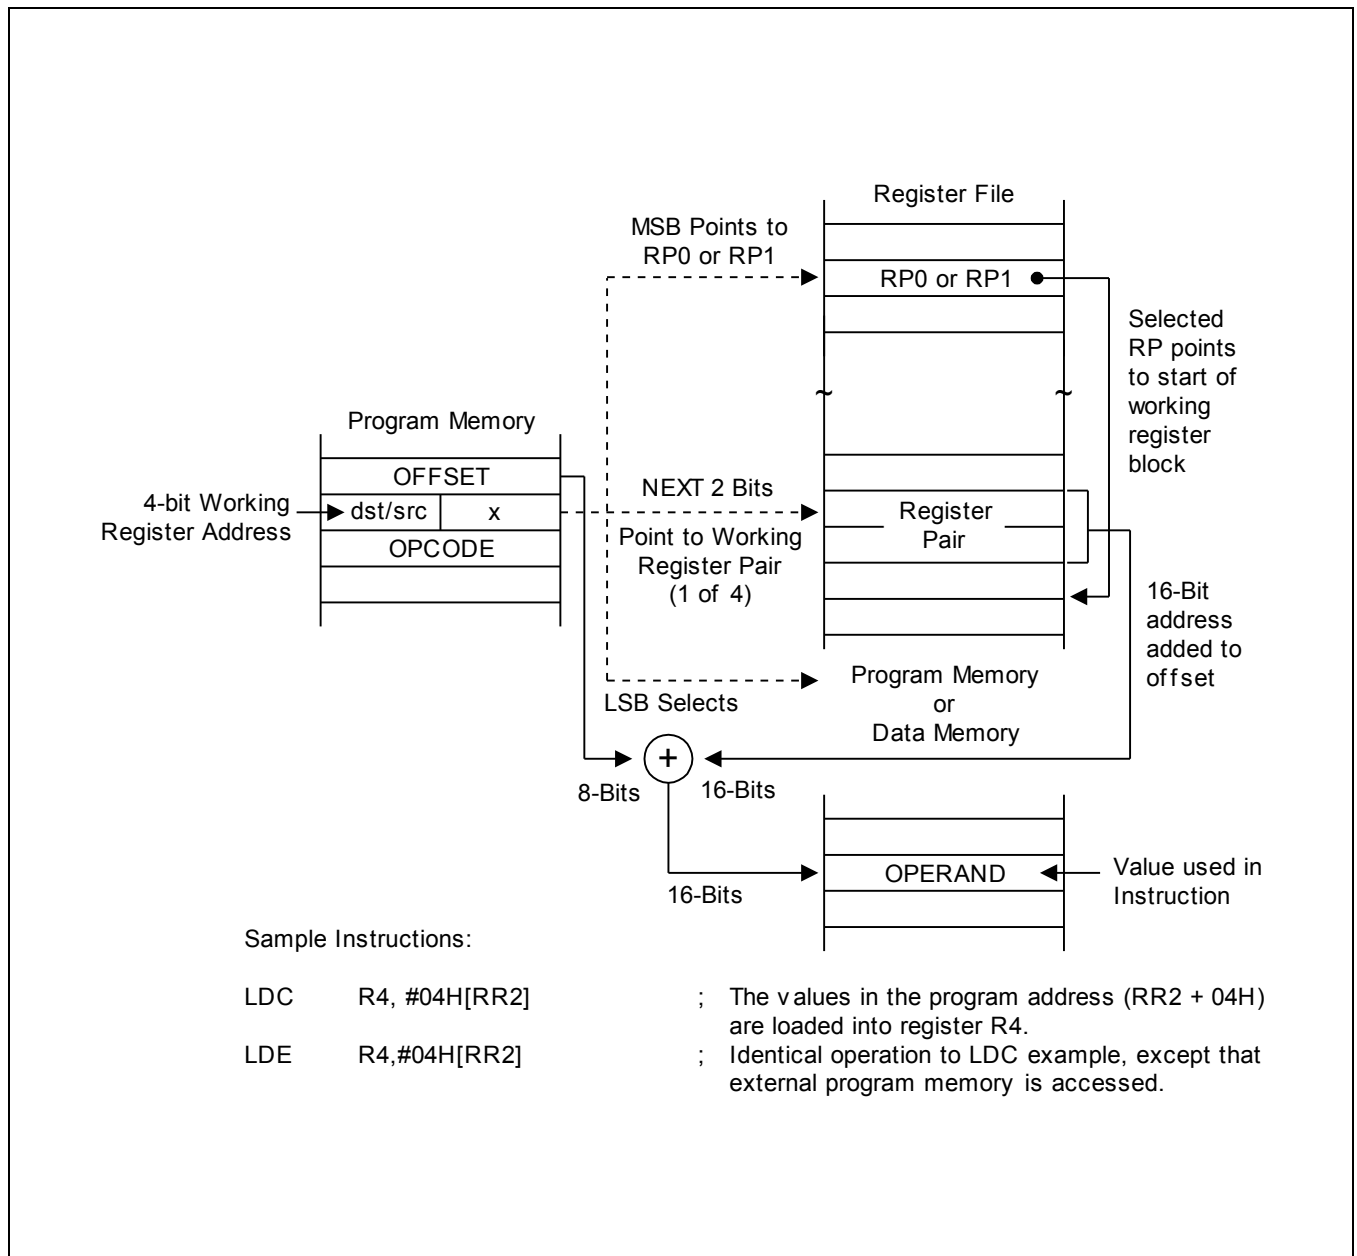 Register File
MSB Points to
RP0 or RP1
RP0 or RP1
Selected
RP points
to start of
working
register
block
Program Memory
OFFSET
4-bit Working
Register Address
dst/src
x
OPCODE
NEXT 2 Bits
Point to Working
Register Pair
(1 of 4)
Register
Pair
16-Bit
address
added to
offset
LSB Selects
Program Memory
or
Data Memory
+
8-Bits
16-Bits
16-Bits
OPERAND
Value used in
Instruction
Sample Instructions:
LDC R4, #04H[RR2] ; The values in the program address (RR2 + 04H)
are loaded into register R4.
LDE R4,#04H[RR2] ; Identical operation to LDC example, except that
external program memory is accessed.